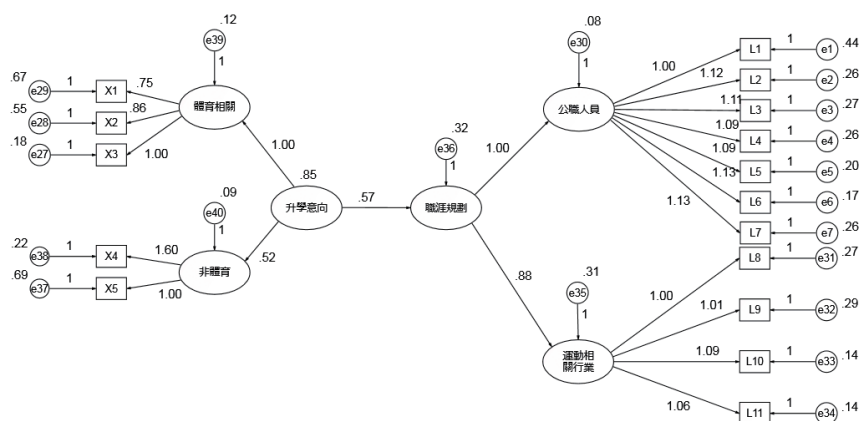 .12
e39
1
.67
e29
1
X1
.75
.55
e28
1
X2
.86
.18
e27
1
X3
1.00
體育相關
1.00
.85
升學意向
.57
.52
.09
e40
1
非體育
.22
e38
1
X4
1.60
.69
e37
1
X5
1.00
.32
e36
1
職涯規劃
1.00
.88
.08
e30
1
公職人員
1.00
L1
1
e1
.44
1.12
L2
1
e2
.26
1.11
L3
1
e3
.27
1.09
L4
1
e4
.26
1.09
L5
1
e5
.20
1.13
L6
1
e6
.17
1.13
L7
1
e7
.26
.31
e35
1
運動相
關行業
1.00
L8
1
e31
.27
1.01
L9
1
e32
.29
1.09
L10
1
e33
.14
1.06
L11
1
e34
.14